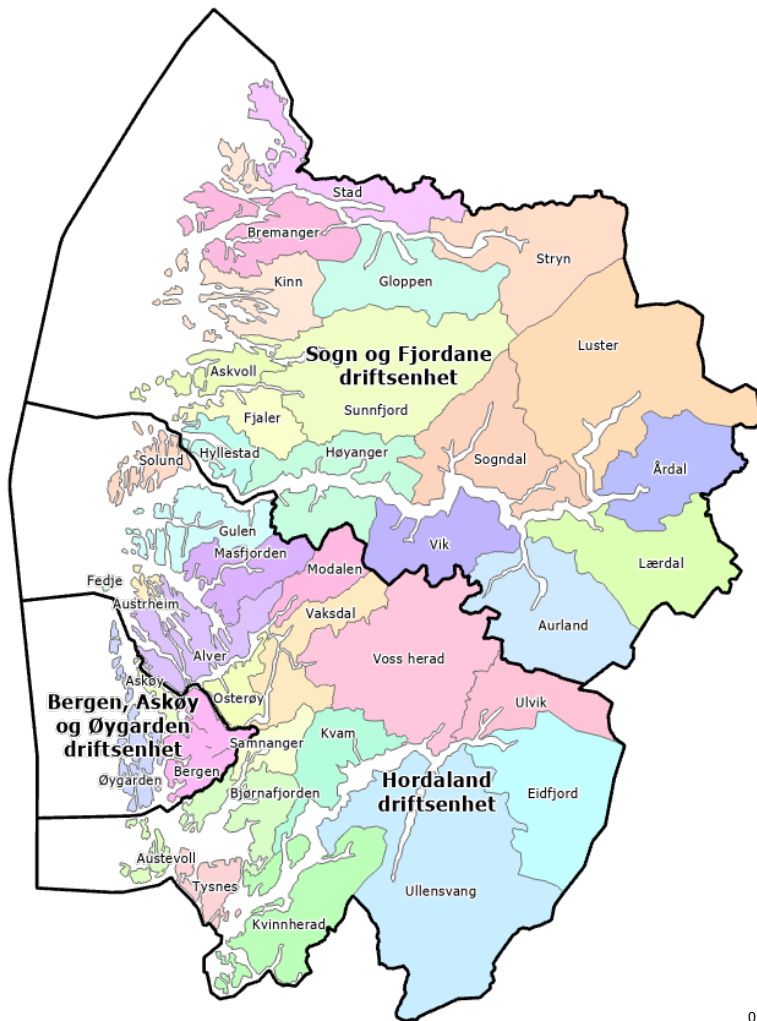 Stad
Bremanger
Stryn
Kinn
Gloppen
Luster
Sogn og Fjordane
driftsenhet
Askvoll
Sunnfjord
Fjaler
Hyllestad
Høyanger
Solund
Sogndal
Årdal
Gulen
Vik
Masfjorden
Lærdal
Modalen
Fedje
Austrheim
Vaksdal
Aurland
Alver
Voss herad
Askøy
Osterøy
Ulvik
Bergen, Askøy
og Øygarden
driftsenhet
Kvam
Samnanger
Bergen
Øygarden
Hordaland
driftsenhet
Bjørnafjorden
Eidfjord
Austevoll
Tysnes
Ullensvang
Kvinnherad
0